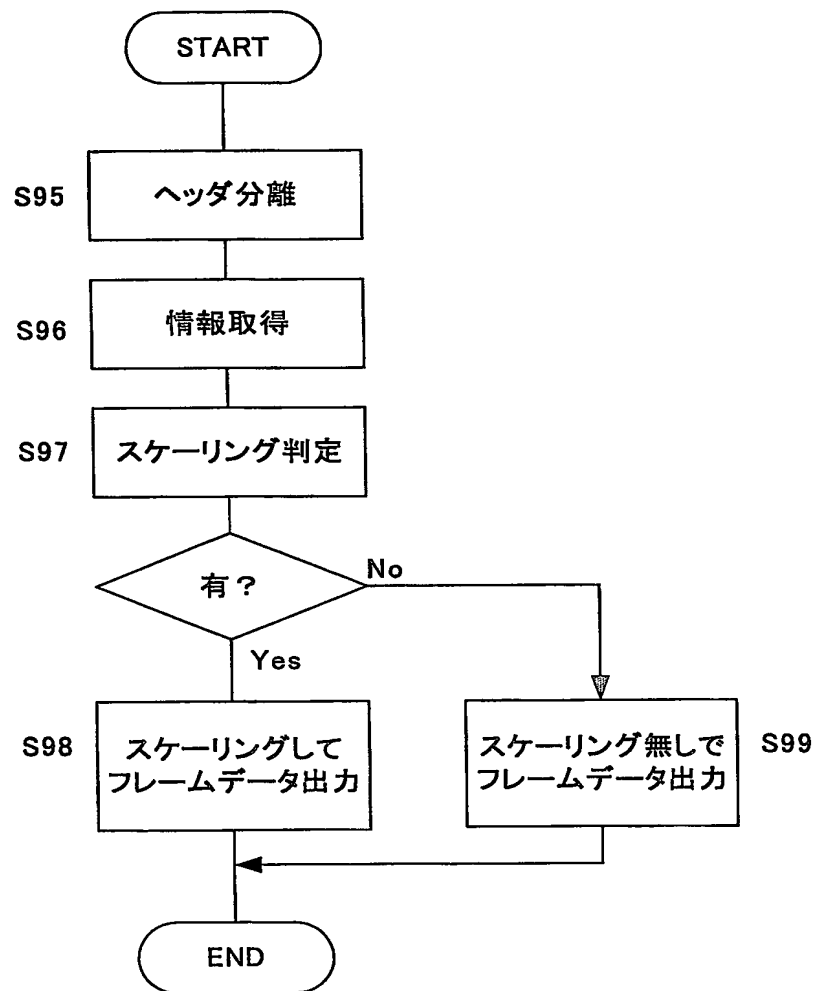 START
S95
ヘッダ分離
S96
情報取得
S97
スケーリング判定
有？
No
Yes
S98
スケーリングして
フレームデータ出力
スケーリング無しで
フレームデータ出力
S99
END